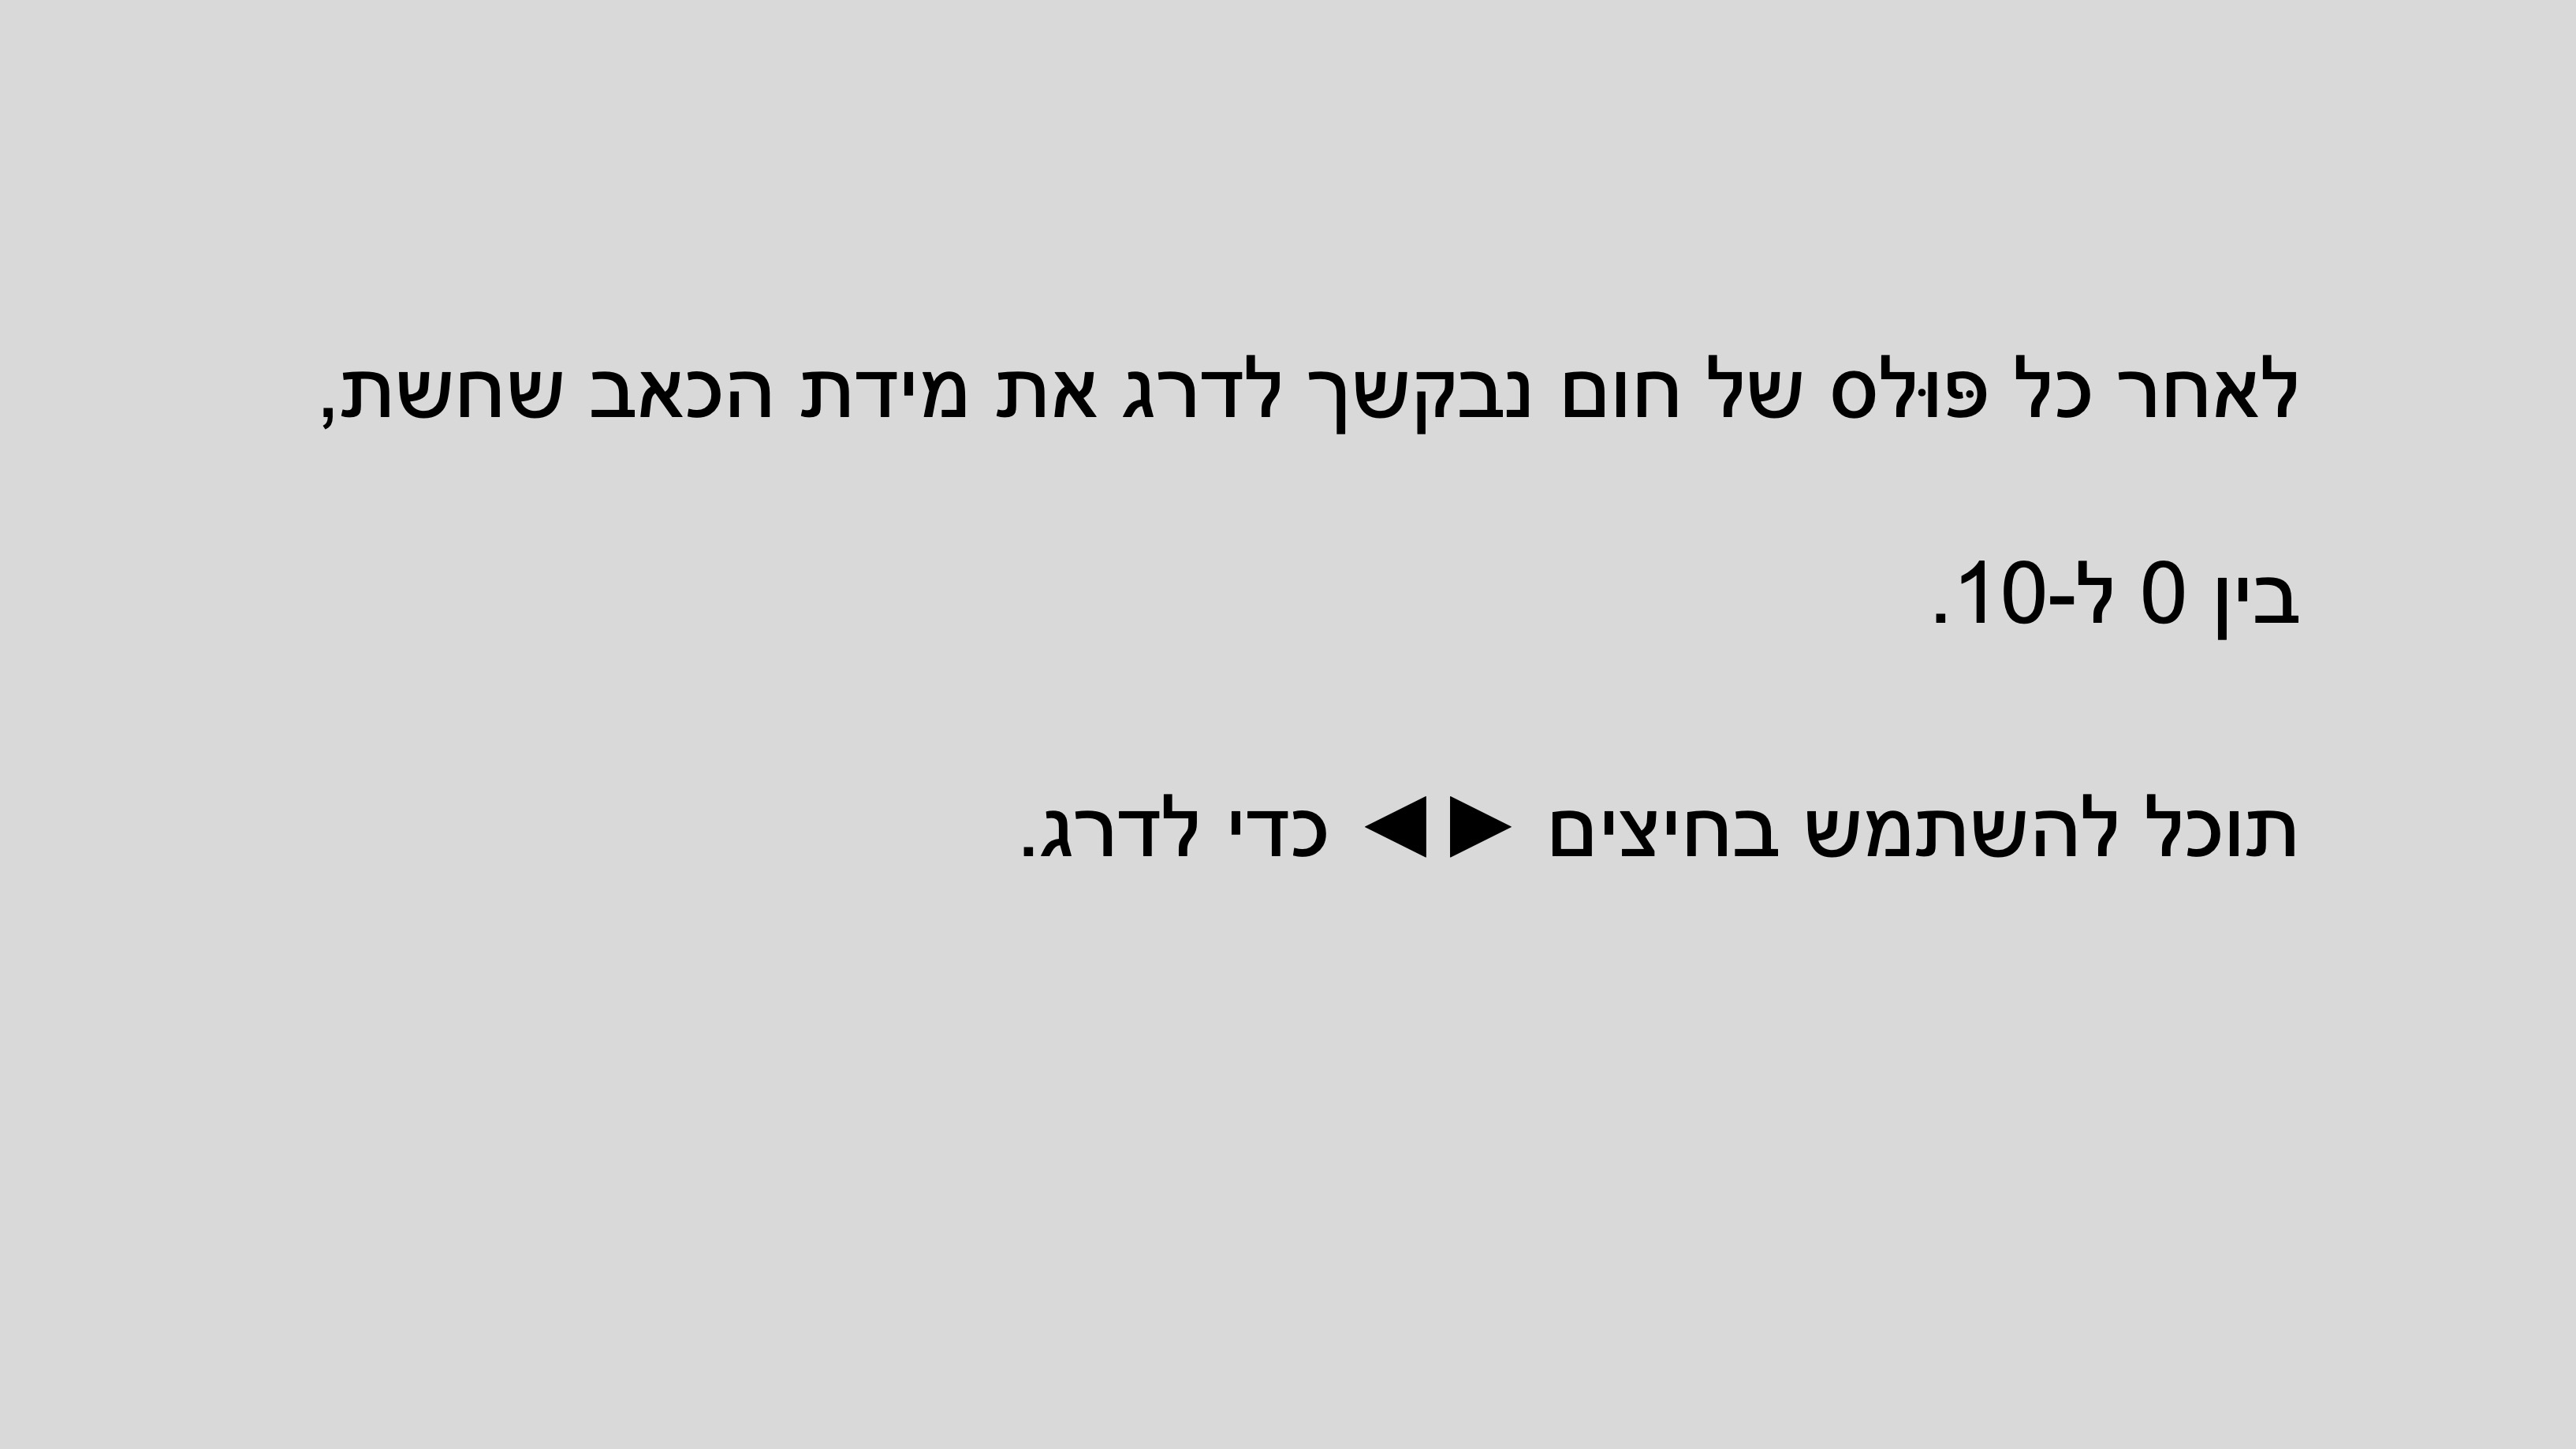 לאחר כל פּוּלס של חום נבקשך לדרג את מידת הכאב שחשת,
בין 0 ל-10.
תוכל להשתמש בחיצים ▶ ◀ כדי לדרג.